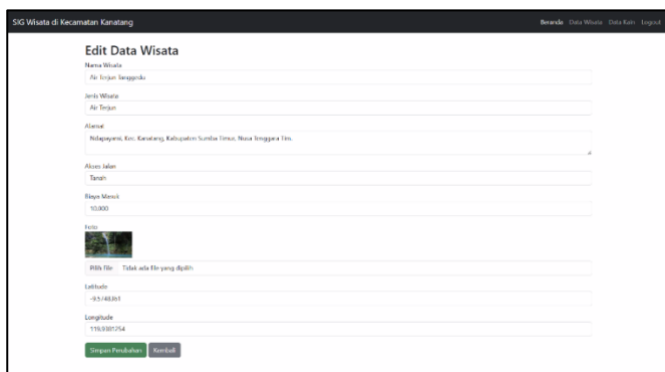 SIG Wisata di Kecamatan Kanatang
Beranda Data Wisata Data Kain Logout
Edit Data Wisata
Nama Wisata
Air Terjun Tanggedu
Jenis Wisata
Air Terjun
Alamat
Ndapayami, Kec. Kanatang, Kabupaten Sumba Timur, Nusa Tenggara Tim.
Akses Jalan
Tanah
Biaya Masuk
10.000
Foto
Pilih File Tidak ada file yang dipilih
Latitude
Longitude
Simpan Perubahan Kembali